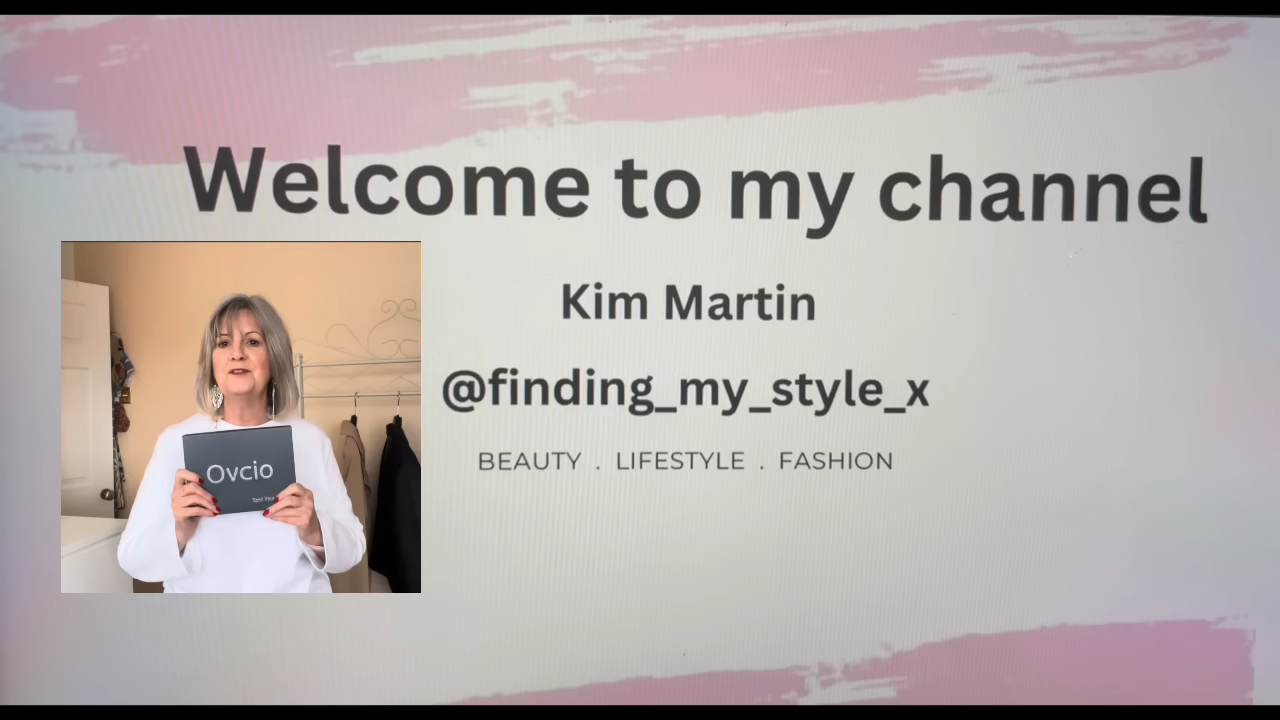 Welcome to my channel
Kim Martin
@finding_my_style_x
BEAUTY . LIFESTYLE . FASHION
Ovcio